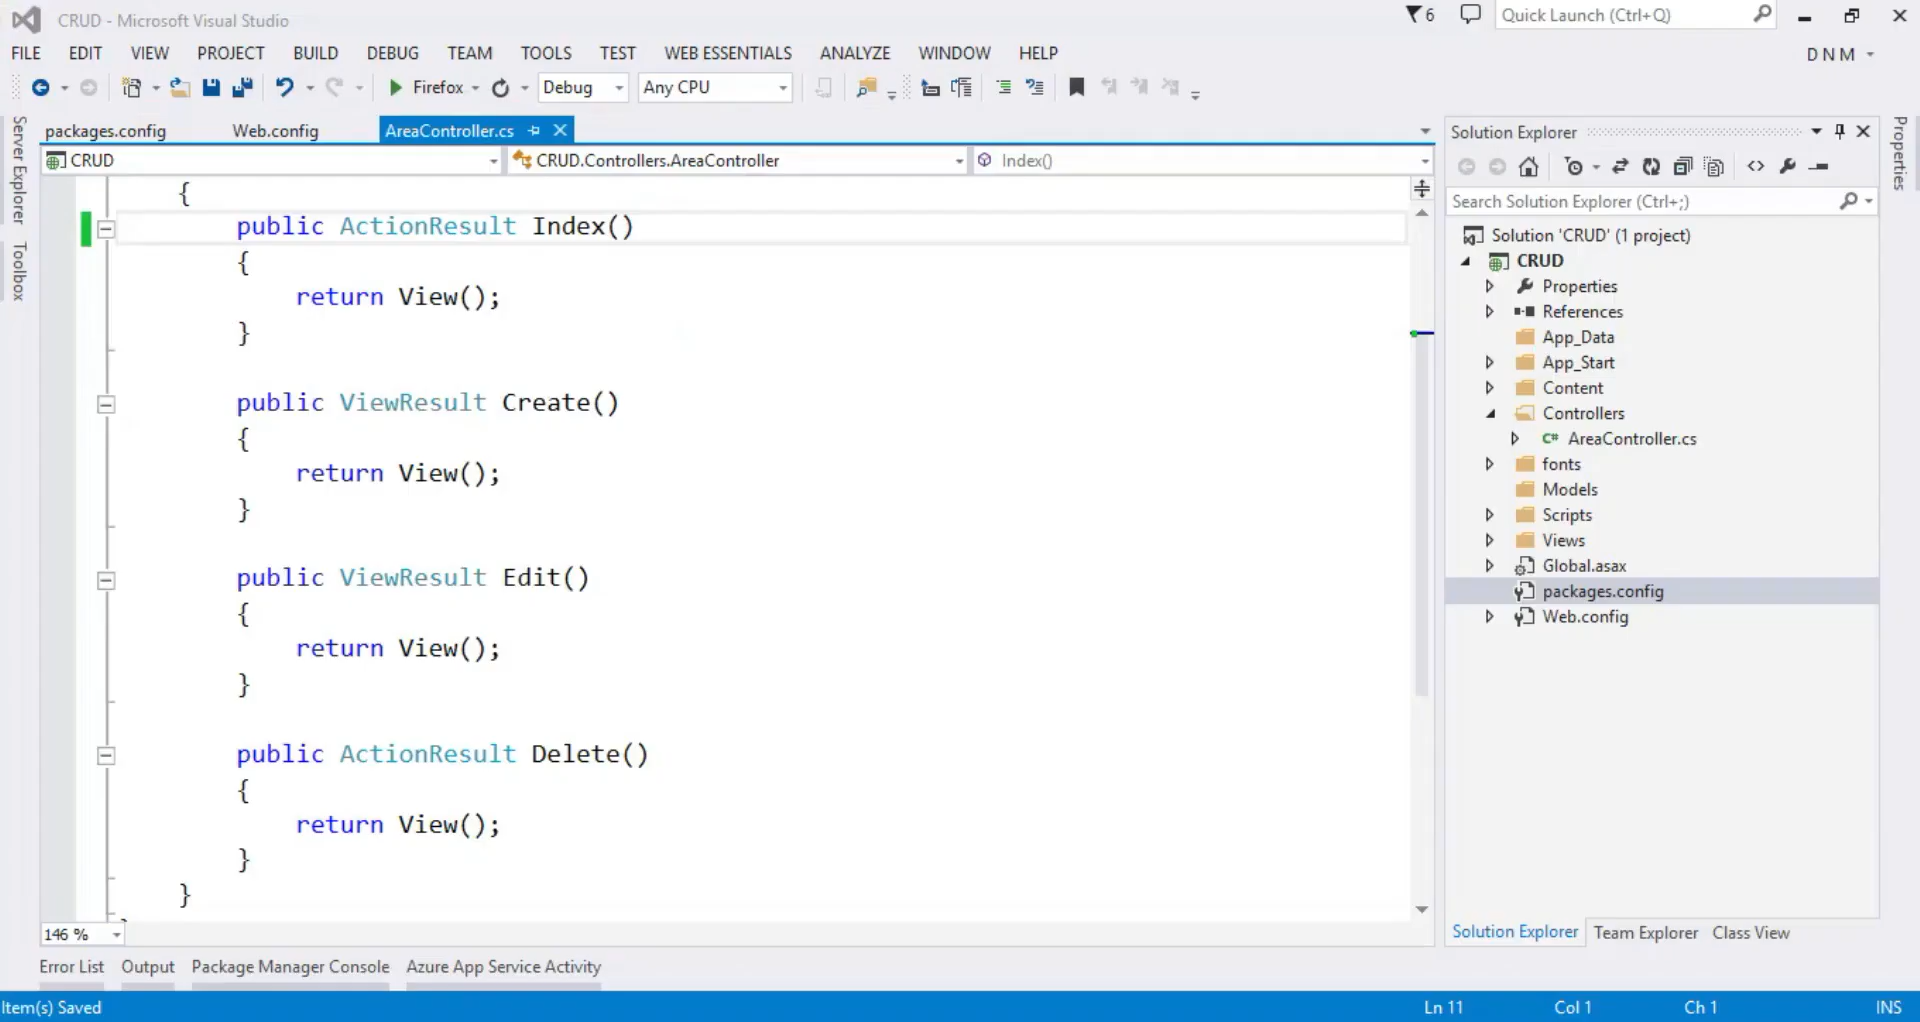 CRUD - Microsoft Visual Studio
6
Quick Launch (Ctrl+Q)
FILE EDIT VIEW PROJECT BUILD DEBUG TEAM TOOLS TEST WEB ESSENTIALS ANALYZE WINDOW HELP
D N M
Firefox Debug Any CPU
Server Explorer
Toolbox
packages.config Web.config AreaController.cs
CRUD CRUD.Controllers.AreaController Index()
{
public ActionResult Index()
{
return View();
}
public ViewResult Create()
{
return View();
}
public ViewResult Edit()
{
return View();
}
public ActionResult Delete()
{
return View();
}
}
146 %
Solution Explorer
Search Solution Explorer (Ctrl+;)
Solution 'CRUD' (1 project)
CRUD
Properties
References
App_Data
App_Start
Content
Controllers
C# AreaController.cs
fonts
Models
Scripts
Views
Global.asax
packages.config
Web.config
Solution Explorer Team Explorer Class View
Properties
Error List Output Package Manager Console Azure App Service Activity
Item(s) Saved Ln 11 Col 1 Ch 1 INS